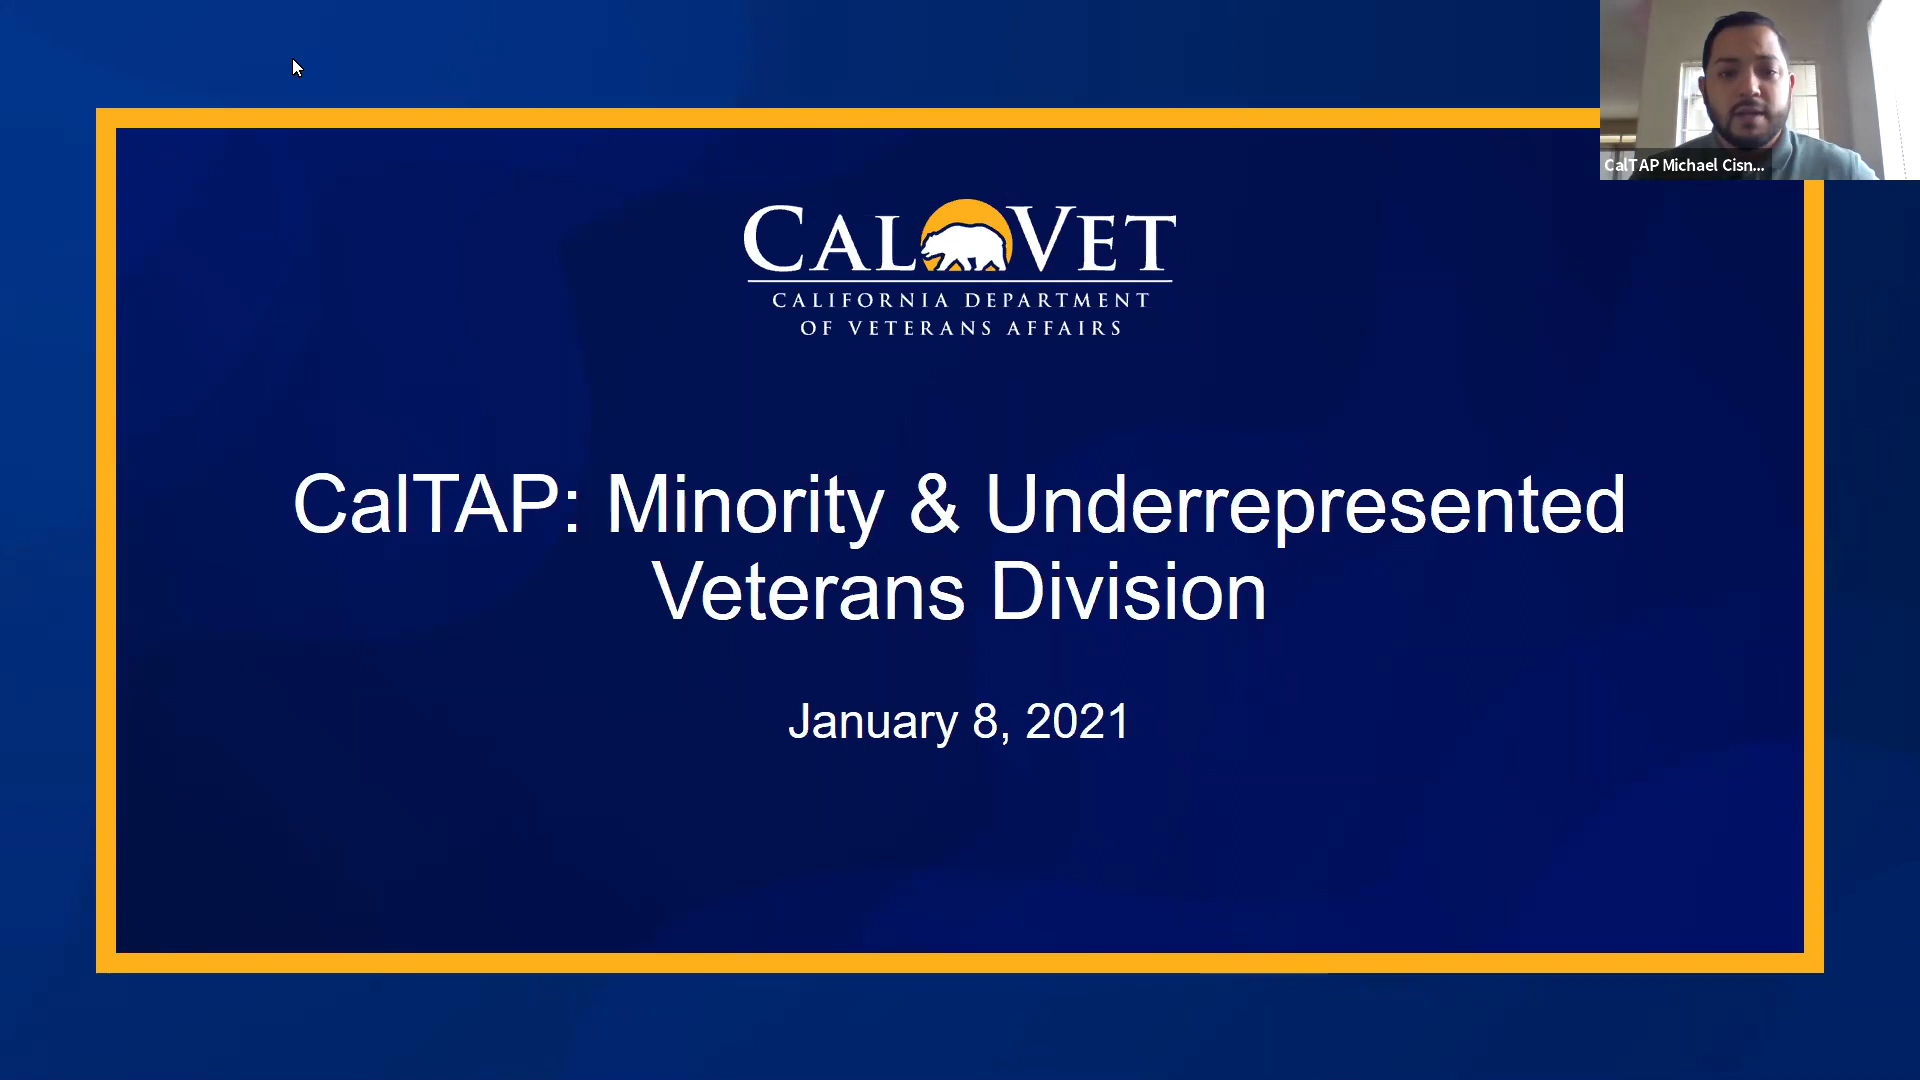 CALVET
CALIFORNIA DEPARTMENT
OF VETERANS AFFAIRS
CalTAP: Minority & Underrepresented
Veterans Division
January 8, 2021
CalTAP Michael Cisn...